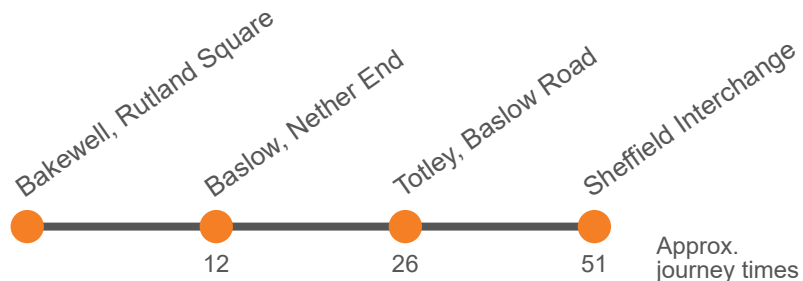 Bakewell, Rutland Square
Baslow, Nether End
Totley, Baslow Road
Sheffield Interchange
12
26
51
Approx.
journey times